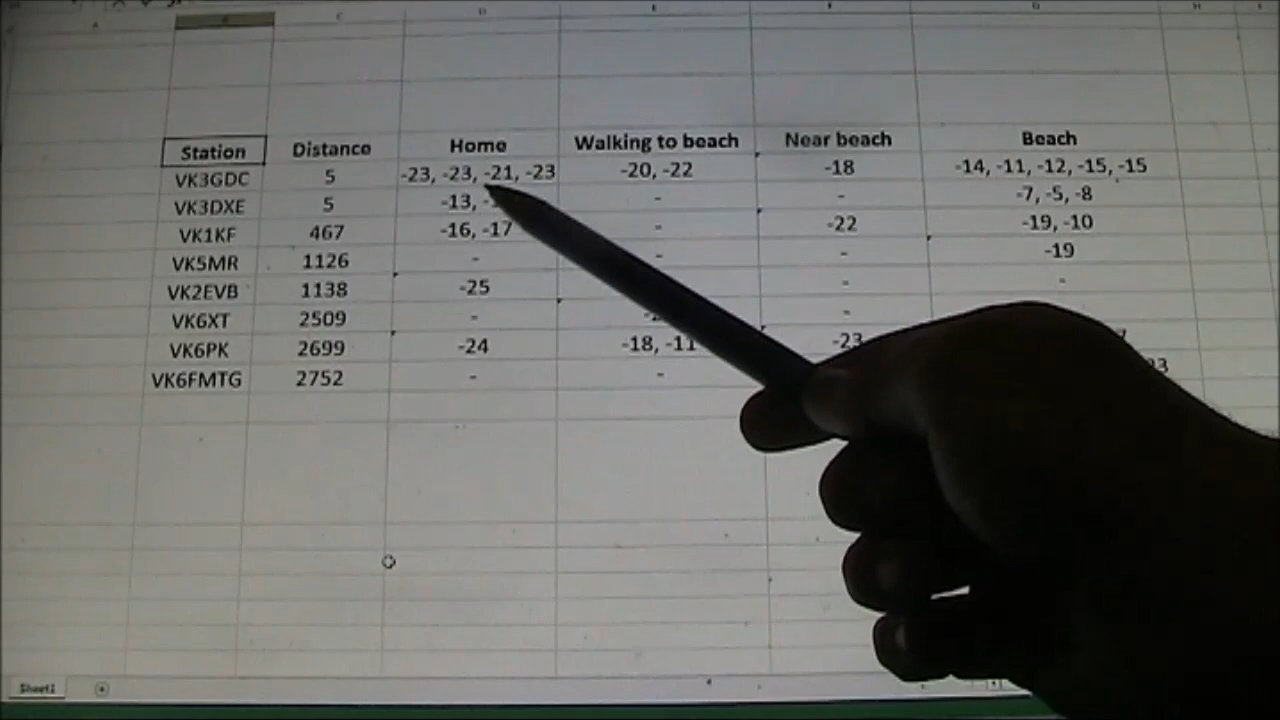 Station Distance Home Walking to beach Near beach Beach
VK3GDC 5 -23, -23, -21, -23 -20, -22 -18 -14, -11, -12, -15, -15
VK3DXE 5 -13, - - -7, -5, -8
VK1KF 467 -16, -17 - -22 -19, -10
VK5MR 1126 - - - -19
VK2EVB 1138 -25 - -
VK6XT 2509 - -
VK6PK 2699 -24 -18, -11 -23
VK6FMTG 2752 - -
Sheet1